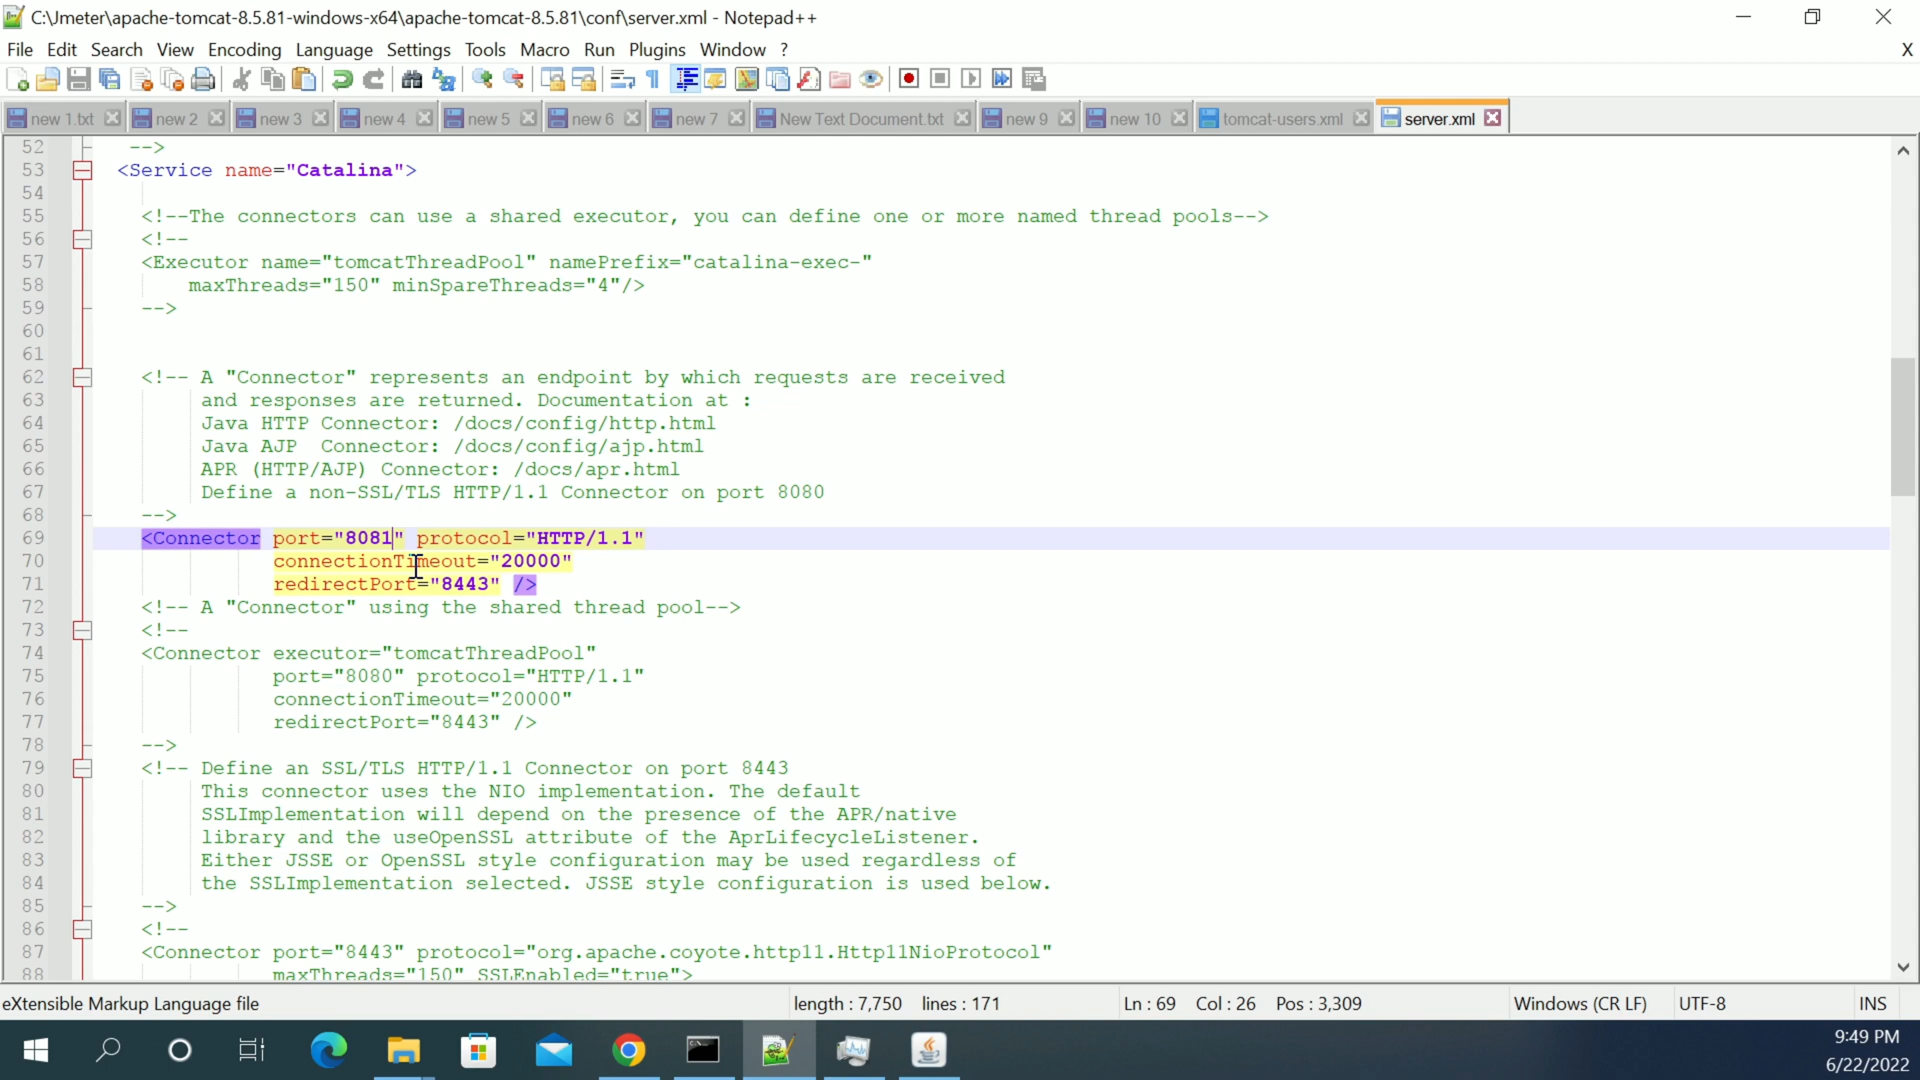 C:\Jmeter\apache-tomcat-8.5.81-windows-x64\apache-tomcat-8.5.81\conf\server.xml - Notepad++
File Edit Search View Encoding Language Settings Tools Macro Run Plugins Window ? X
new 1.txt new 2 new 3 new 4 new 5 new 6 new 7 New Text Document.txt new 9 new 10 tomcat-users.xml server.xml
52 -->
53 <Service name="Catalina">
54
55 <!--The connectors can use a shared executor, you can define one or more named thread pools-->
56 <!--
57 <Executor name="tomcatThreadPool" namePrefix="catalina-exec-"
58 maxThreads="150" minSpareThreads="4"/>
59 -->
60
61
62 <!-- A "Connector" represents an endpoint by which requests are received
63 and responses are returned. Documentation at :
64 Java HTTP Connector: /docs/config/http.html
65 Java AJP  Connector: /docs/config/ajp.html
66 APR (HTTP/AJP) Connector: /docs/apr.html
67 Define a non-SSL/TLS HTTP/1.1 Connector on port 8080
68 -->
69 <Connector port="8081" protocol="HTTP/1.1"
70 connectionTimeout="20000"
71 redirectPort="8443" />
72 <!-- A "Connector" using the shared thread pool-->
73 <!--
74 <Connector executor="tomcatThreadPool"
75 port="8080" protocol="HTTP/1.1"
76 connectionTimeout="20000"
77 redirectPort="8443" />
78 -->
79 <!-- Define an SSL/TLS HTTP/1.1 Connector on port 8443
80 This connector uses the NIO implementation. The default
81 SSLImplementation will depend on the presence of the APR/native
82 library and the useOpenSSL attribute of the AprLifecycleListener.
83 Either JSSE or OpenSSL style configuration may be used regardless of
84 the SSLImplementation selected. JSSE style configuration is used below.
85 -->
86 <!--
87 <Connector port="8443" protocol="org.apache.coyote.http11.Http11NioProtocol"
88 maxThreads="150" SSLEnabled="true">
eXtensible Markup Language file length : 7,750 lines : 171 Ln : 69 Col : 26 Pos : 3,309 Windows (CR LF) UTF-8 INS
9:49 PM
6/22/2022